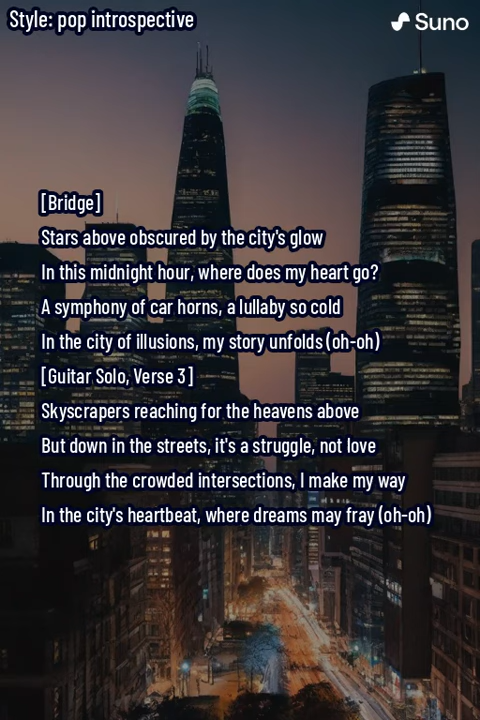 Style: pop introspective
Suno
[Bridge]
Stars above obscured by the city's glow
In this midnight hour, where does my heart go?
A symphony of car horns, a lullaby so cold
In the city of illusions, my story unfolds (oh-oh)
[Guitar Solo, Verse 3]
Skyscrapers reaching for the heavens above
But down in the streets, it's a struggle, not love
Through the crowded intersections, I make my way
In the city's heartbeat, where dreams may fray (oh-oh)